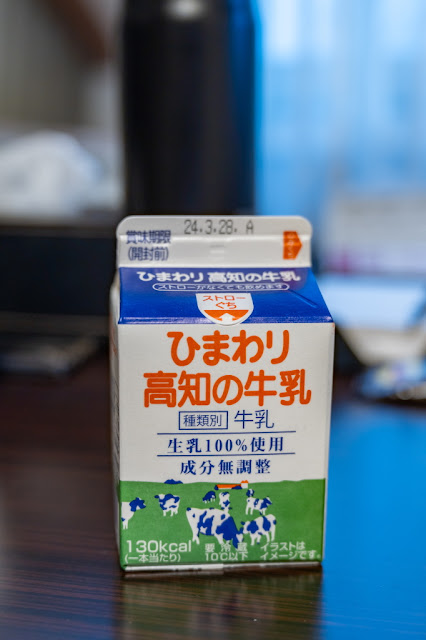 24.3.28. A
賞味期限
(開封前)
ひまわり 高知の牛乳
ストローがなくても飲めます
ストロー
ぐち
ひまわり
高知の牛乳
種類別 牛乳
生乳100%使用
成分無調整
130kcal
(一本当たり)
要冷蔵
10℃以下
イラストは
イメージです。